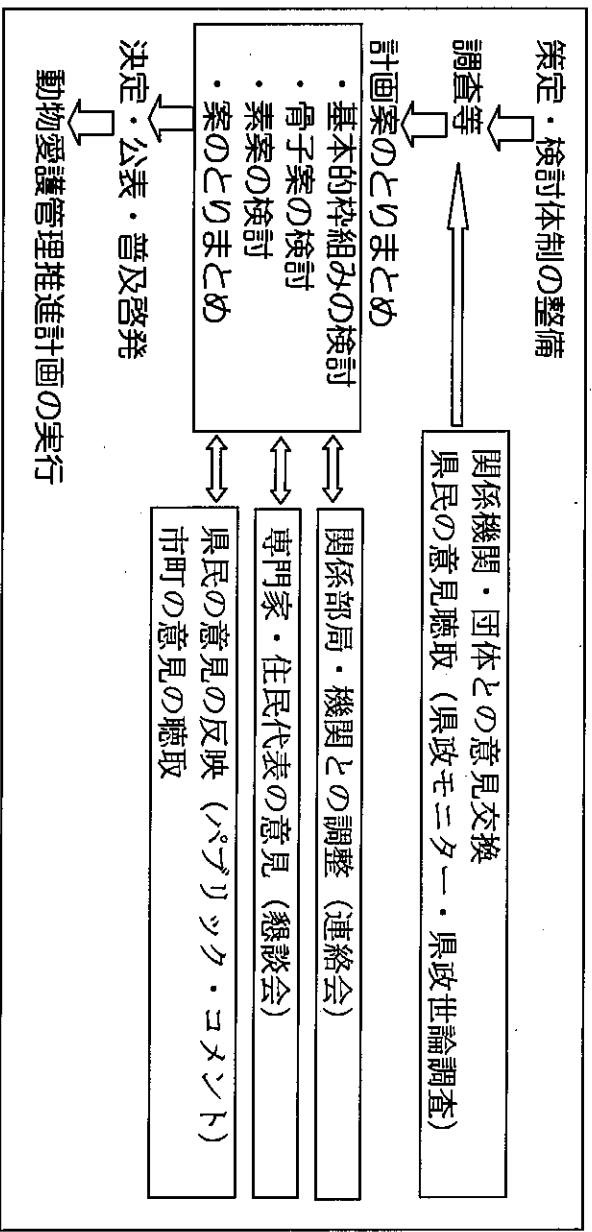 策定・検討体制の整備
調査等
関係機関・団体との意見交換
県民の意見聴取（県政モニター・県政世論調査）
計画案のとりまとめ
・基本的枠組みの検討
・骨子案の検討
・素案の検討
・案のとりまとめ
関係部局・機関との調整（連絡会）
専門家・住民代表の意見（懇談会）
県民の意見の反映（パブリック・コメント）
市町の意見の聴取
決定・公表・普及啓発
動物愛護管理推進計画の実行